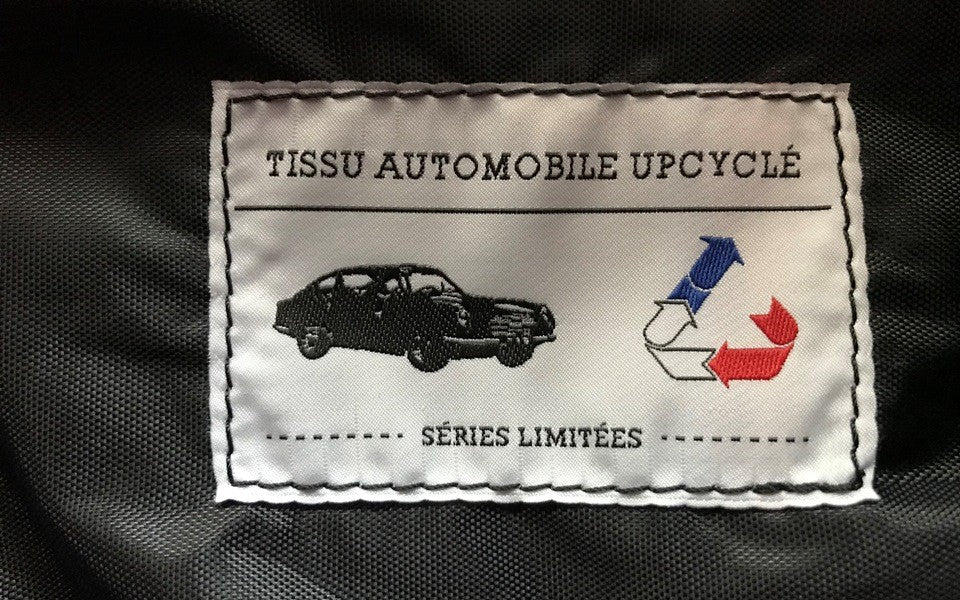 TISSU AUTOMOBILE UPCYCLÉ
SÉRIES LIMITÉES